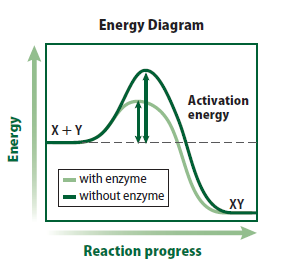 Energy Diagram
Energy
X + Y
Activation
energy
with enzyme
without enzyme
XY
Reaction progress